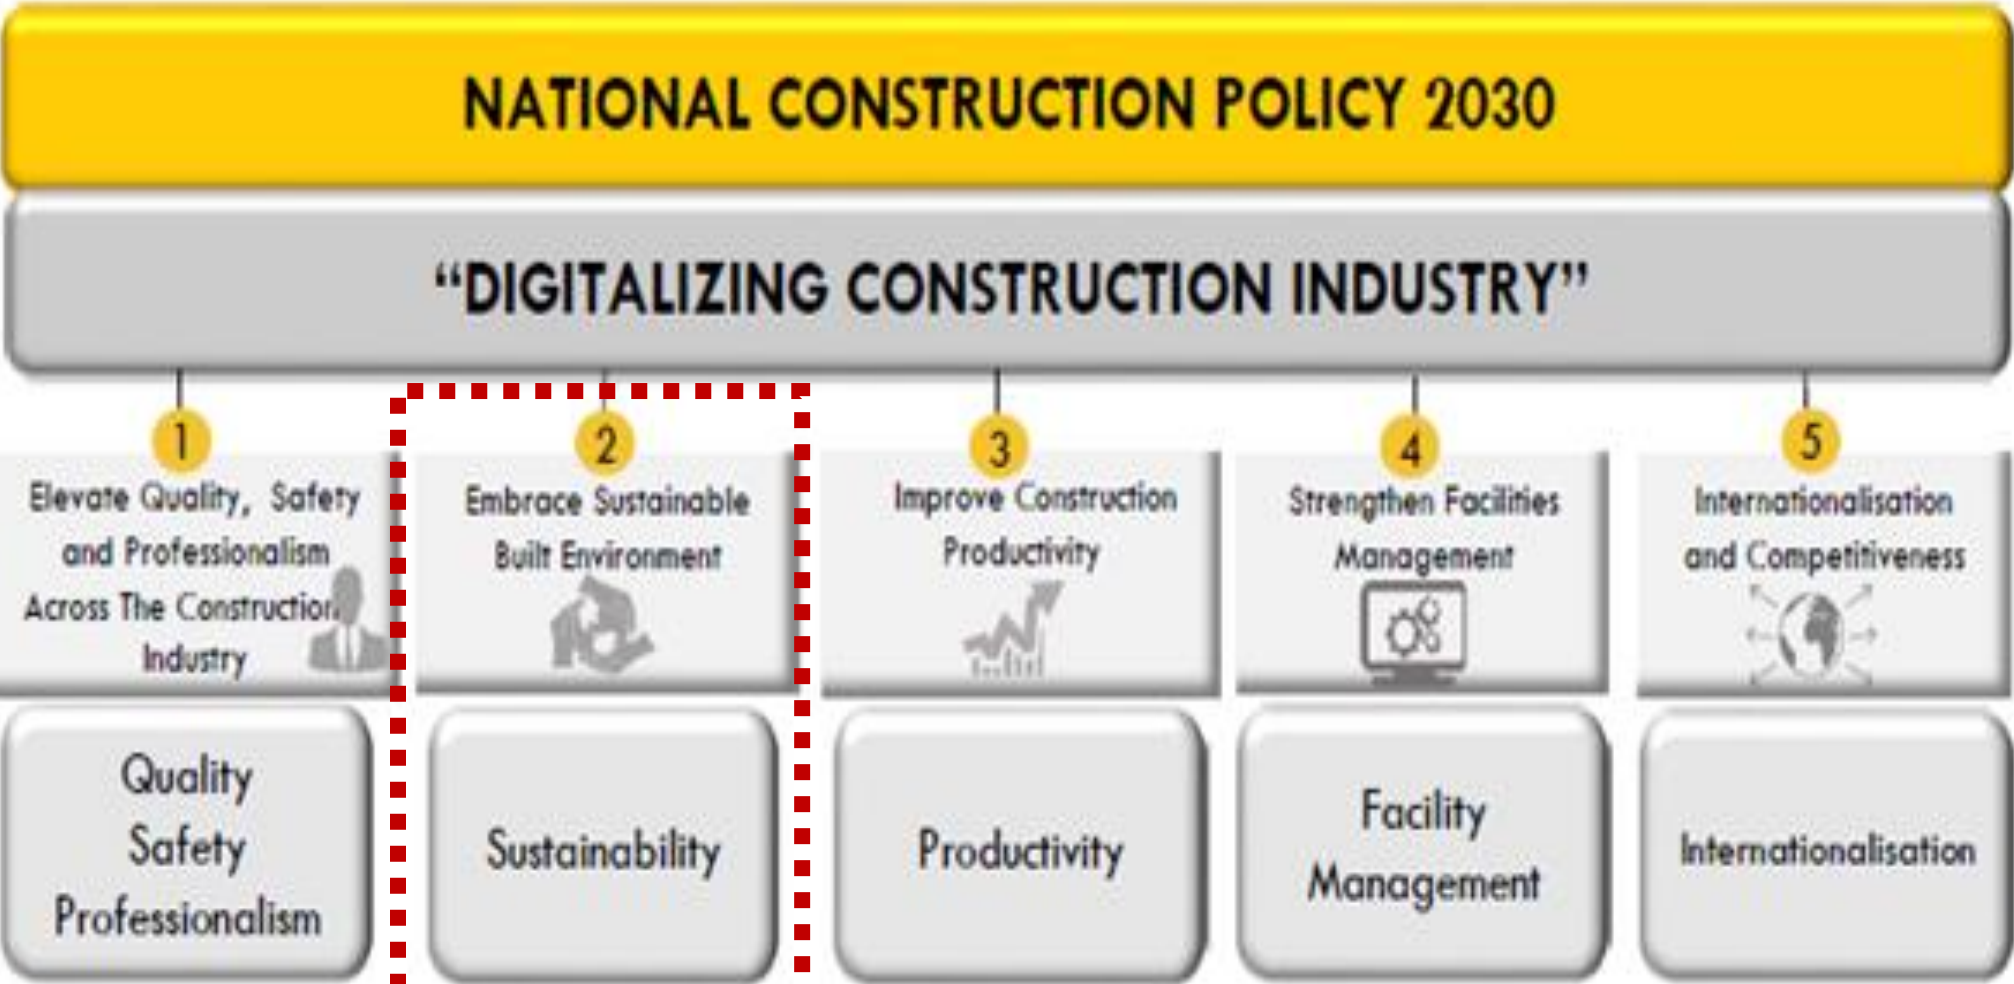 NATIONAL CONSTRUCTION POLICY 2030
“DIGITALIZING CONSTRUCTION INDUSTRY”
1
Elevate Quality, Safety
and Professionalism
Across The Construction
Industry
2
Embrace Sustainable
Built Environment
3
Improve Construction
Productivity
4
Strengthen Facilities
Management
5
Internationalisation
and Competitiveness
Quality
Safety
Professionalism
Sustainability
Productivity
Facility
Management
Internationalisation